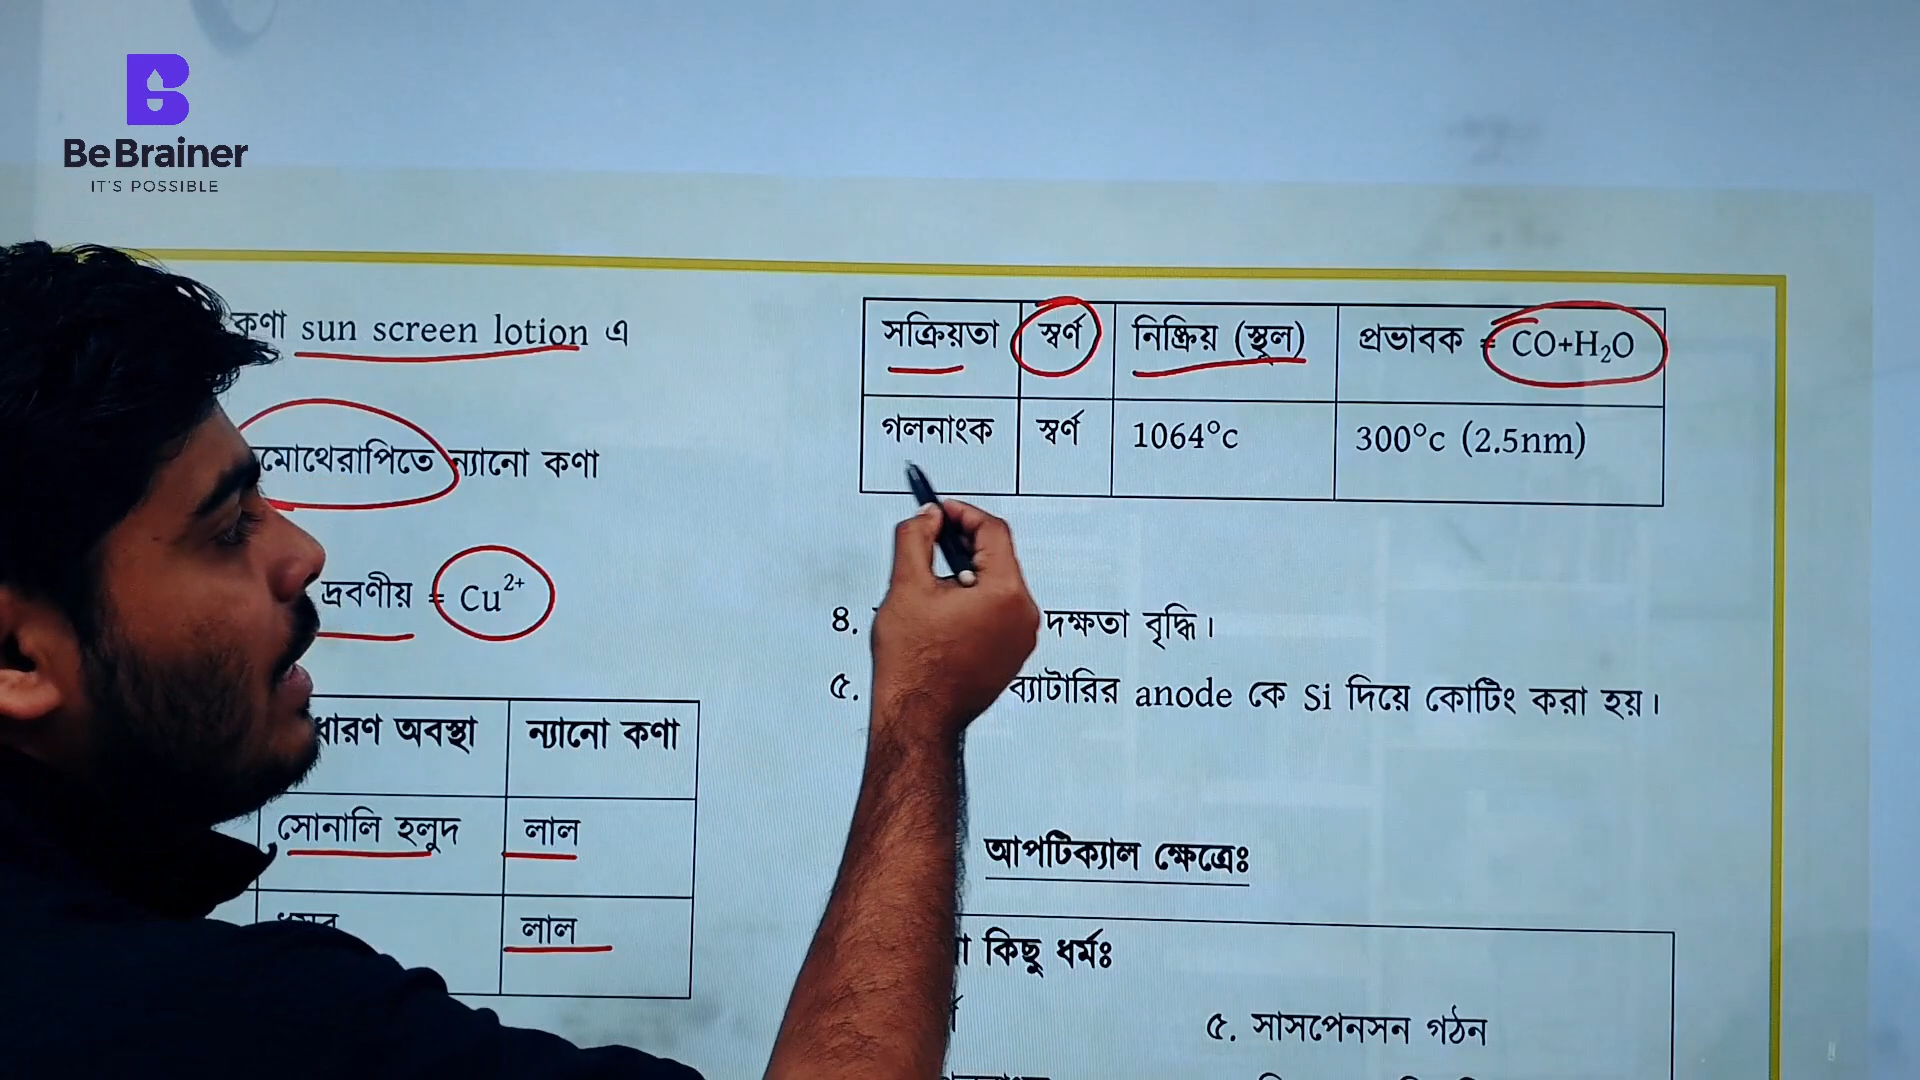 BeBrainer
IT'S POSSIBLE
কণা sun screen lotion এ
মোথেরাপিতে ন্যানো কণা
দ্রবণীয় = Cu²⁺
ধারণ অবস্থা ন্যানো কণা
সোনালি হলুদ লাল
লাল
সক্রিয়তা স্বর্ণ নিষ্ক্রিয় (স্থূল) প্রভাবক = CO+H₂O
গলনাংক স্বর্ণ 1064°c 300°c (2.5nm)
৪. দক্ষতা বৃদ্ধি।
৫. ব্যাটারির anode কে Si দিয়ে কোটিং করা হয়।
আপটিক্যাল ক্ষেত্রেঃ
কিছু ধর্মঃ
৫. সাসপেনসন গঠন